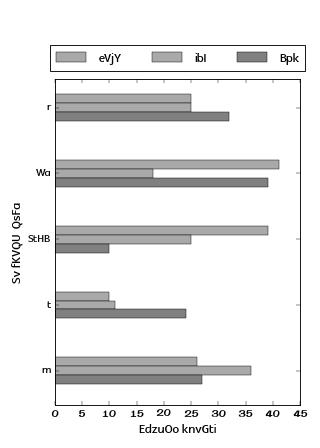 eVjY ibI Bpk
r
Wa
StHB
t
m
Sv fKVQU QsFa
0 5 10 15 20 25 30 35 40 45
EdzuOo knvGti